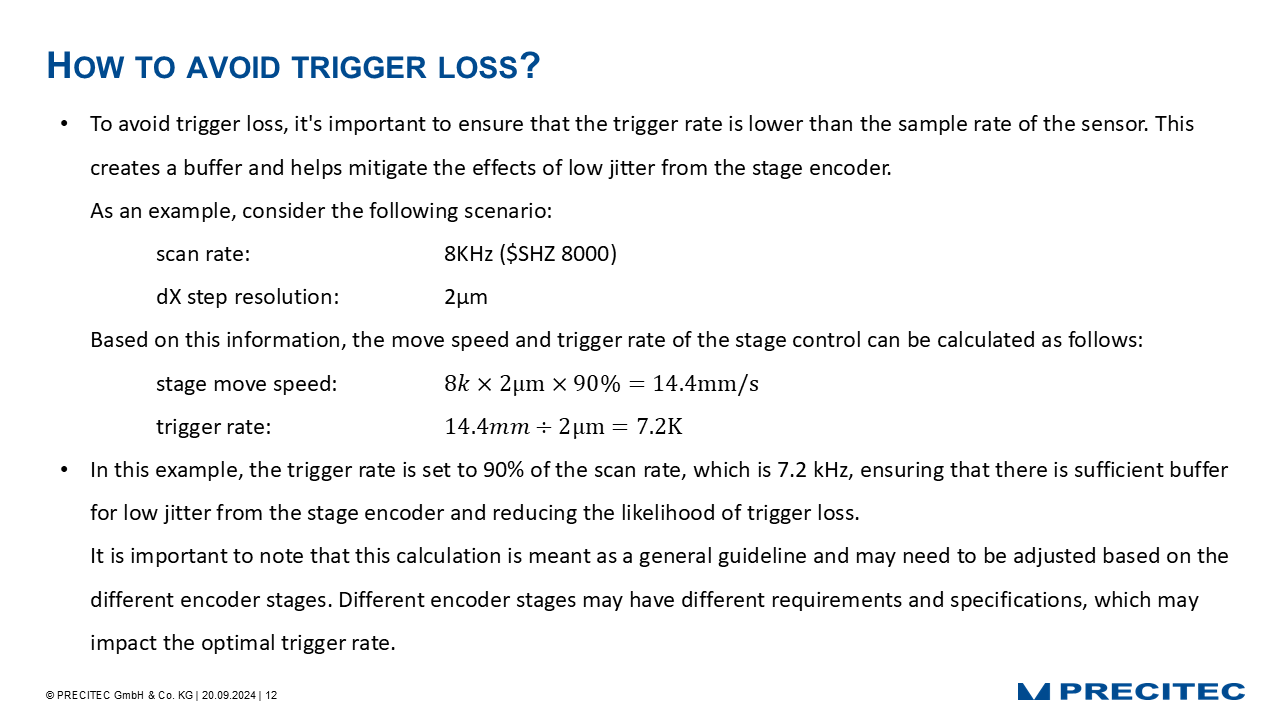 HOW TO AVOID TRIGGER LOSS?
• To avoid trigger loss, it's important to ensure that the trigger rate is lower than the sample rate of the sensor. This
creates a buffer and helps mitigate the effects of low jitter from the stage encoder.
As an example, consider the following scenario:
scan rate: 8KHz ($SHZ 8000)
dX step resolution: 2µm
Based on this information, the move speed and trigger rate of the stage control can be calculated as follows:
stage move speed: 8k × 2µm × 90% = 14.4mm/s
trigger rate: 14.4mm ÷ 2µm = 7.2K
• In this example, the trigger rate is set to 90% of the scan rate, which is 7.2 kHz, ensuring that there is sufficient buffer
for low jitter from the stage encoder and reducing the likelihood of trigger loss.
It is important to note that this calculation is meant as a general guideline and may need to be adjusted based on the
different encoder stages. Different encoder stages may have different requirements and specifications, which may
impact the optimal trigger rate.
© PRECITEC GmbH & Co. KG | 20.09.2024 | 12
PRECITEC